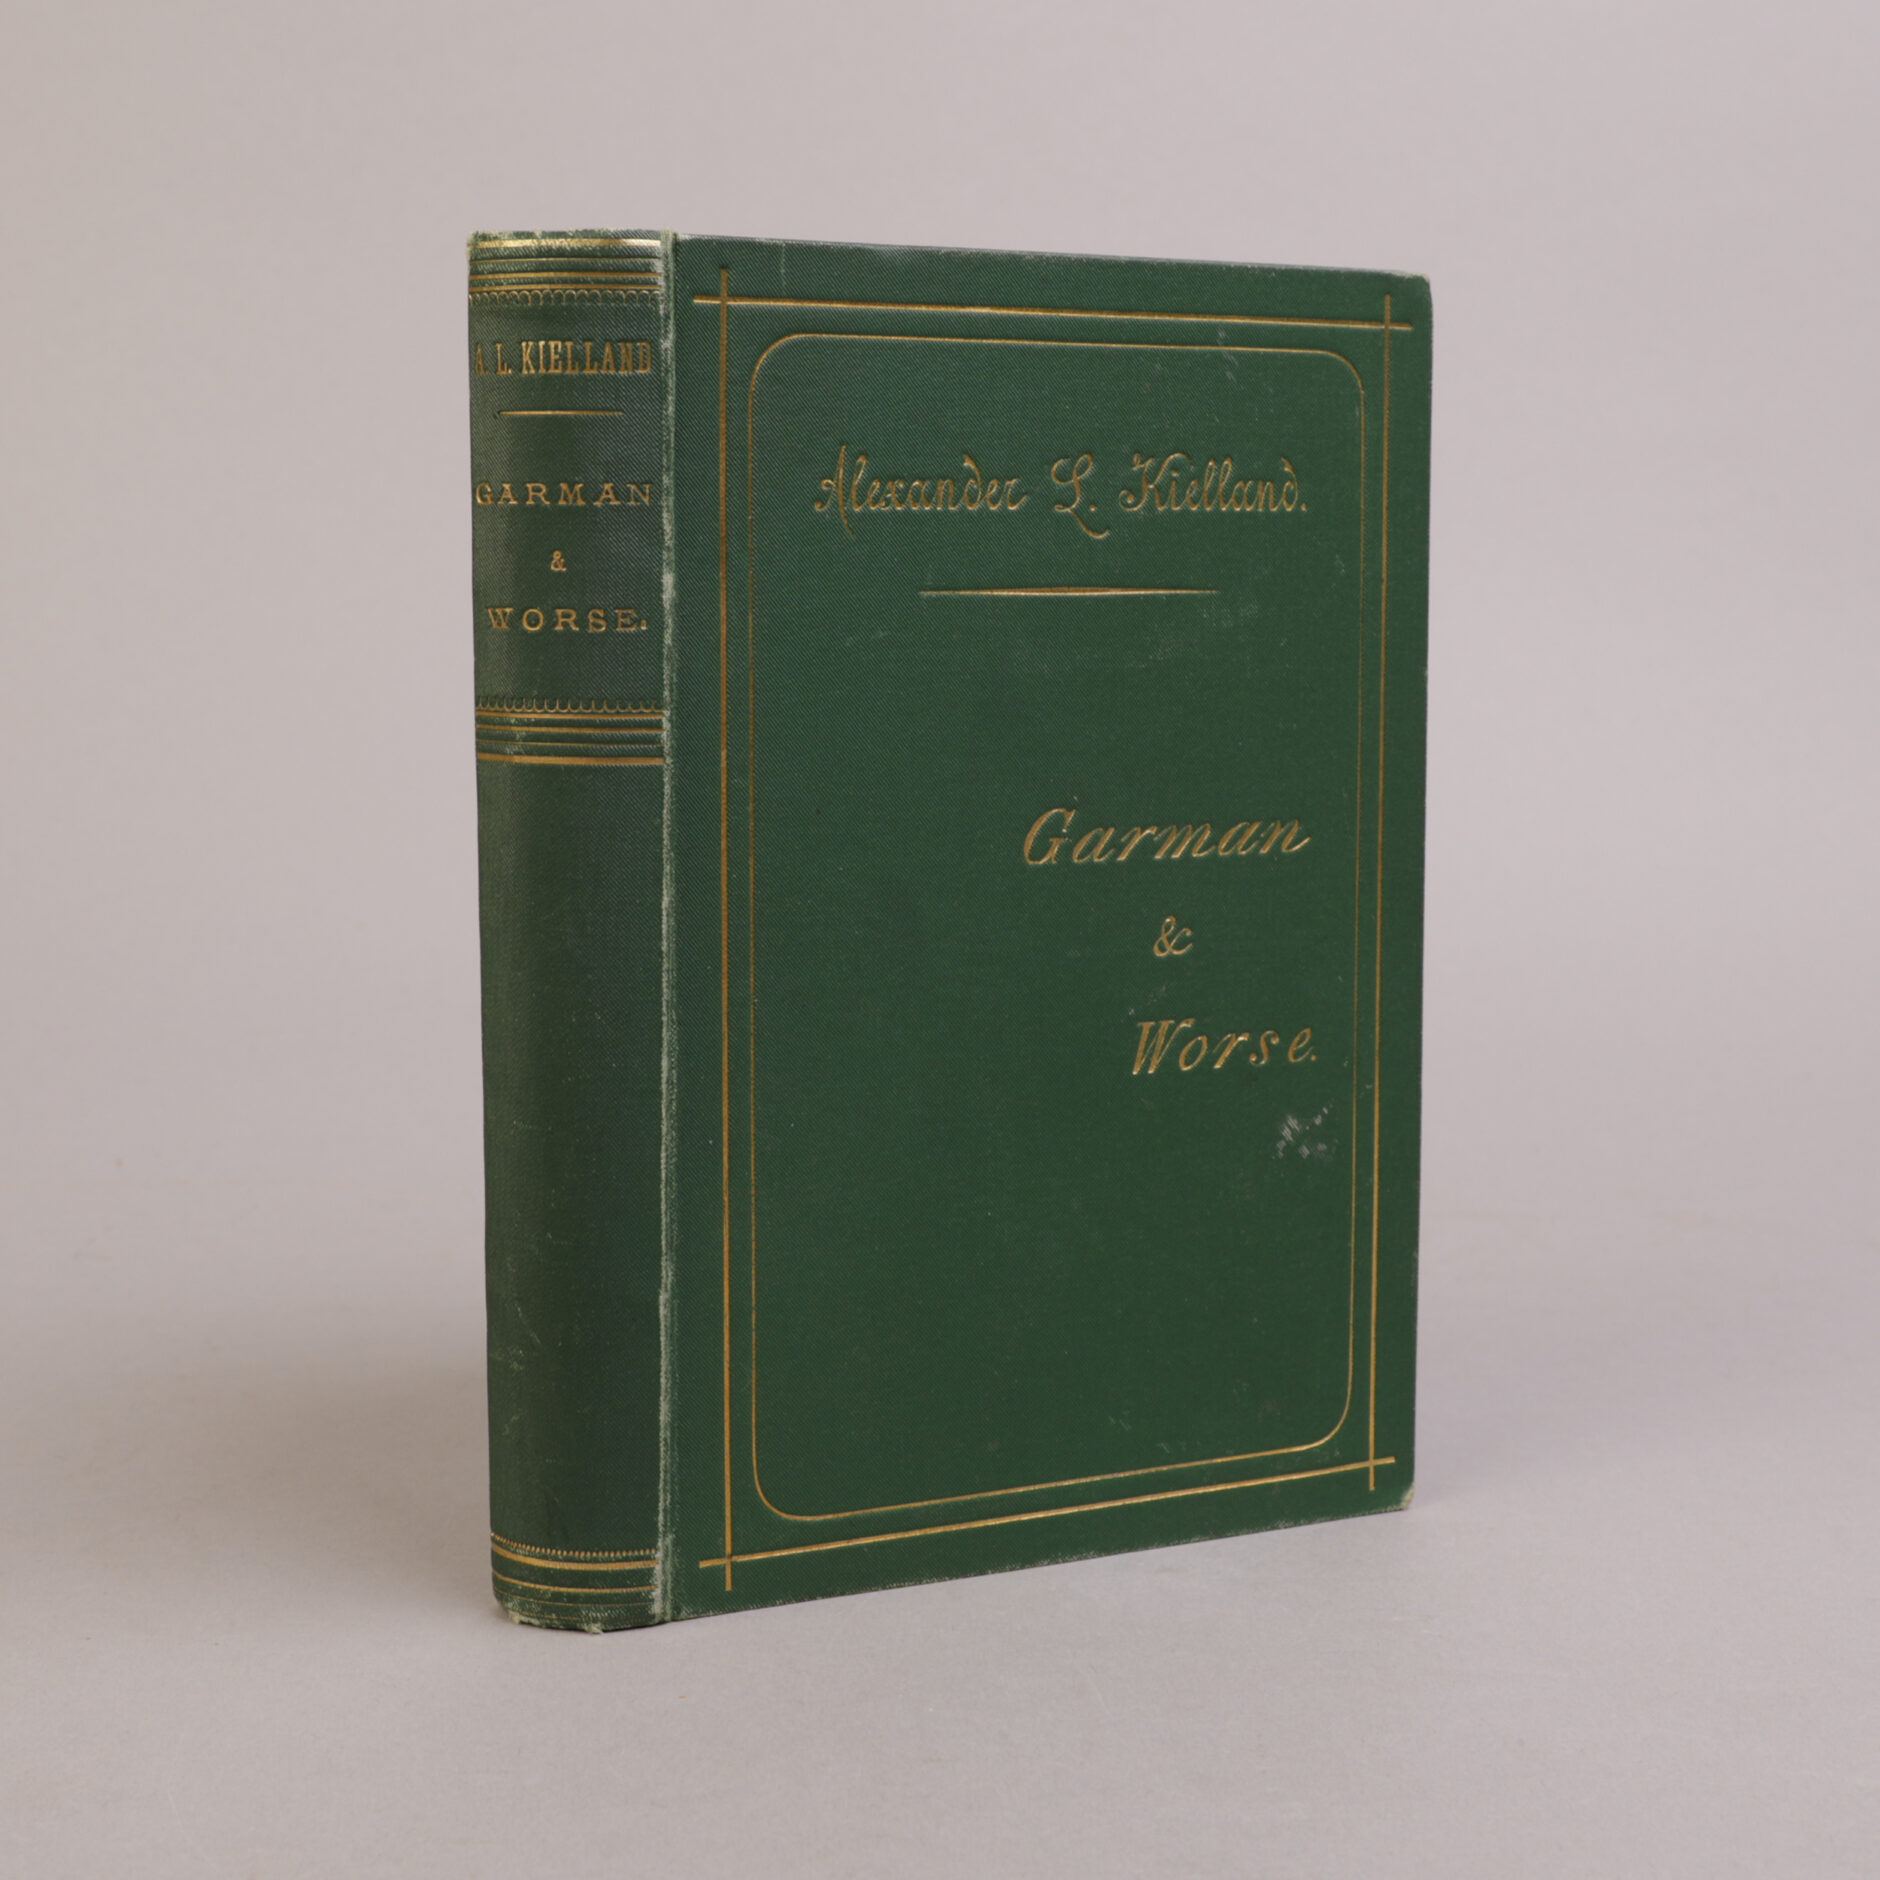 A. L. KIELLAND
GARMAN
&
WORSE.
Alexander L. Kielland.
Garman
&
Worse.